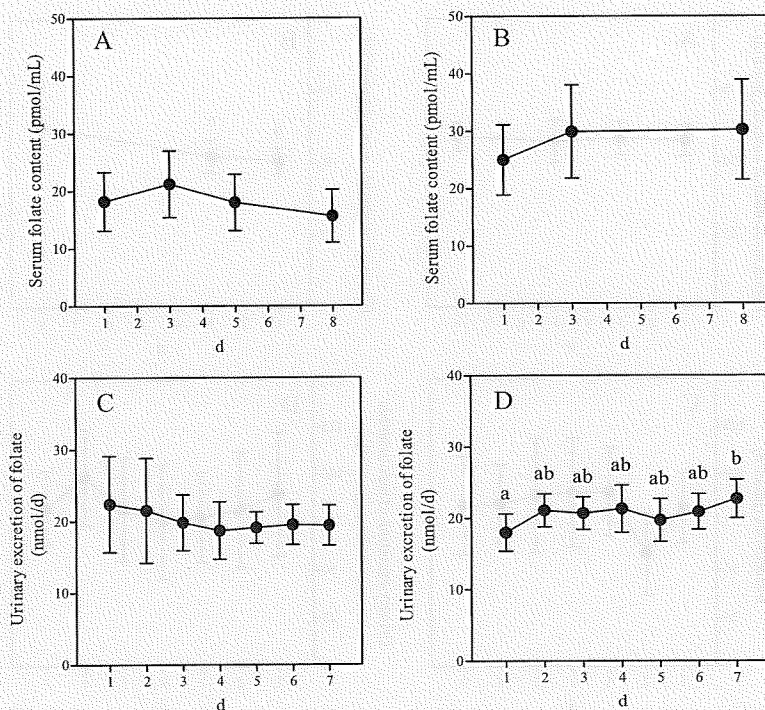 A
Serum folate content (pmol/mL)
50
40
30
20
10
0
1 2 3 4 5 6 7 8
d
B
Serum folate content (pmol/mL)
50
40
30
20
10
0
1 2 3 4 5 6 7 8
d
C
Urinary excretion of folate
(nmol/d)
40
30
20
10
0
1 2 3 4 5 6 7
d
D
Urinary excretion of folate
(nmol/d)
40
30
20
10
0
a ab ab ab ab ab b
1 2 3 4 5 6 7
d